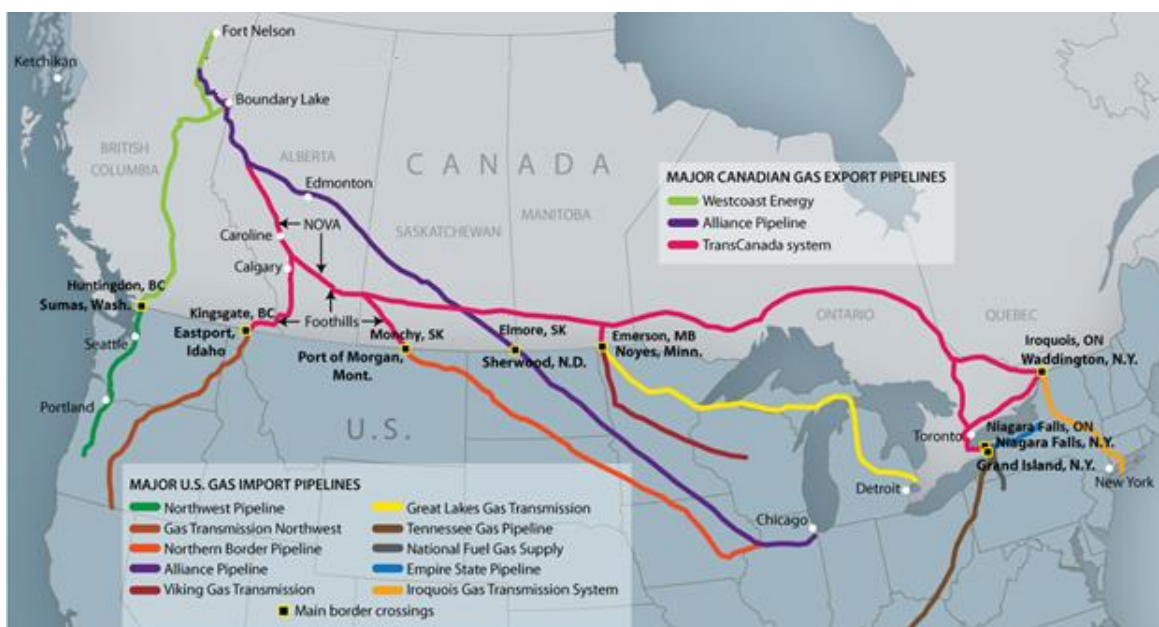 Fort Nelson
Ketchikan
Boundary Lake
BRITISH
COLUMBIA
ALBERTA
CANADA
Edmonton
SASKATCHEWAN
MANITOBA
MAJOR CANADIAN GAS EXPORT PIPELINES
Westcoast Energy
Alliance Pipeline
TransCanada system
NOVA
Caroline
Calgary
Huntingdon, BC
Sumas, Wash.
Kingsgate, BC
Eastport,
Idaho
Foothills
Monchy, SK
Port of Morgan,
Mont.
Elmore, SK
Sherwood, N.D.
Emerson, MB
Noyes, Minn.
ONTARIO
QUEBEC
Iroquois, ON
Waddington, N.Y.
Seattle
Portland
U.S.
Toronto
Niagara Falls, ON
Niagara Falls, N.Y.
Grand Island, N.Y.
New York
Detroit
Chicago
MAJOR U.S. GAS IMPORT PIPELINES
Northwest Pipeline
Gas Transmission Northwest
Northern Border Pipeline
Alliance Pipeline
Viking Gas Transmission
Great Lakes Gas Transmission
Tennessee Gas Pipeline
National Fuel Gas Supply
Empire State Pipeline
Iroquois Gas Transmission System
Main border crossings